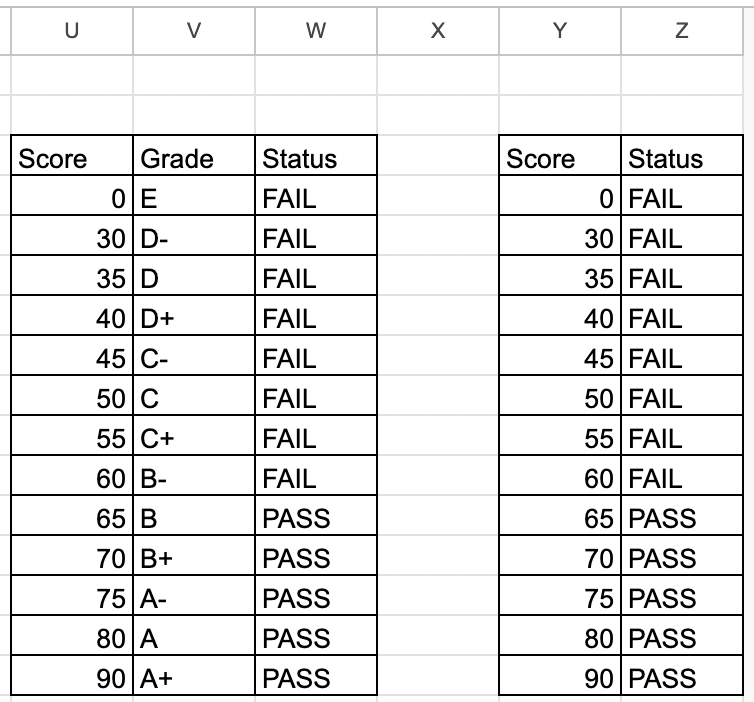 U V W X Y Z
Score Grade Status Score Status
0 E FAIL 0 FAIL
30 D- FAIL 30 FAIL
35 D FAIL 35 FAIL
40 D+ FAIL 40 FAIL
45 C- FAIL 45 FAIL
50 C FAIL 50 FAIL
55 C+ FAIL 55 FAIL
60 B- FAIL 60 FAIL
65 B PASS 65 PASS
70 B+ PASS 70 PASS
75 A- PASS 75 PASS
80 A PASS 80 PASS
90 A+ PASS 90 PASS